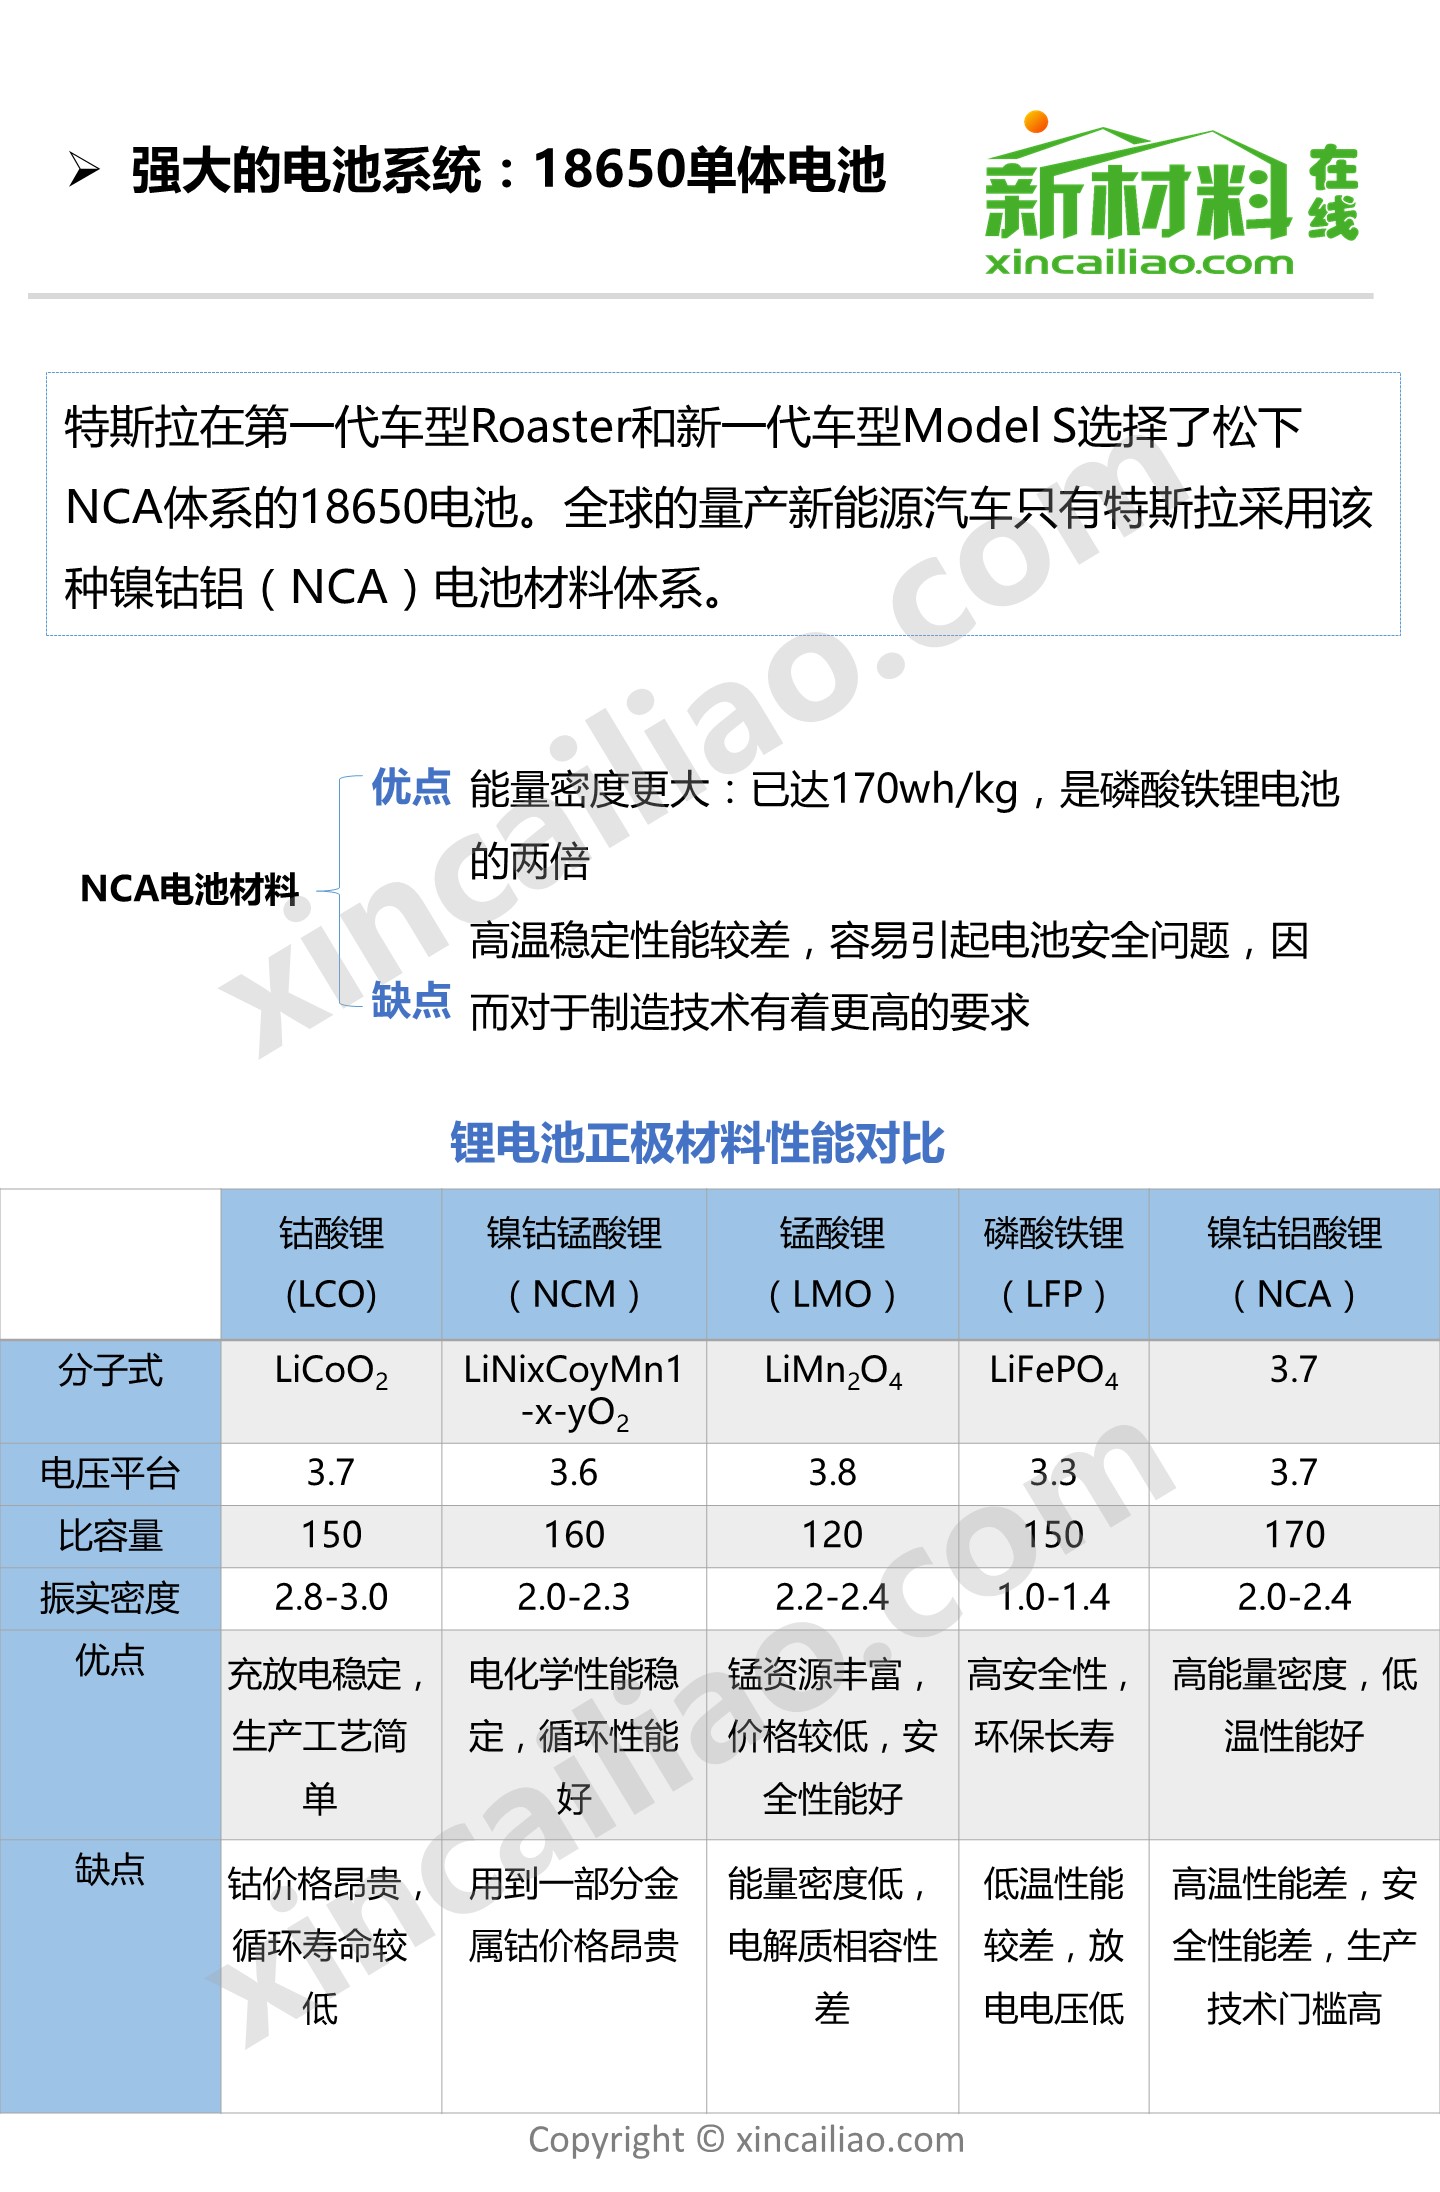 ➢ 强大的电池系统：18650单体电池
新材料在线
xincailiao.com
特斯拉在第一代车型Roaster和新一代车型Model S选择了松下
NCA体系的18650电池。全球的量产新能源汽车只有特斯拉采用该
种镍钴铝（NCA）电池材料体系。
NCA电池材料
优点 能量密度更大：已达170wh/kg，是磷酸铁锂电池
的两倍
高温稳定性能较差，容易引起电池安全问题，因
缺点 而对于制造技术有着更高的要求
xincailiao.com
锂电池正极材料性能对比
钴酸锂 镍钴锰酸锂 锰酸锂 磷酸铁锂 镍钴铝酸锂
(LCO) （NCM） （LMO） （LFP） （NCA）
分子式 LiCoO₂ LiNixCoyMn1 LiMn₂O₄ LiFePO₄ 3.7
-x-yO₂
电压平台 3.7 3.6 3.8 3.3 3.7
比容量 150 160 120 150 170
振实密度 2.8-3.0 2.0-2.3 2.2-2.4 1.0-1.4 2.0-2.4
优点 充放电稳定， 电化学性能稳 锰资源丰富， 高安全性， 高能量密度，低
生产工艺简 定，循环性能 价格较低，安 环保长寿 温性能好
单 好 全性能好
缺点 钴价格昂贵， 用到一部分金 能量密度低， 低温性能 高温性能差，安
循环寿命较 属钴价格昂贵 电解质相容性 较差，放 全性能差，生产
低 差 电电压低 技术门槛高
xincailiao.com
Copyright © xincailiao.com